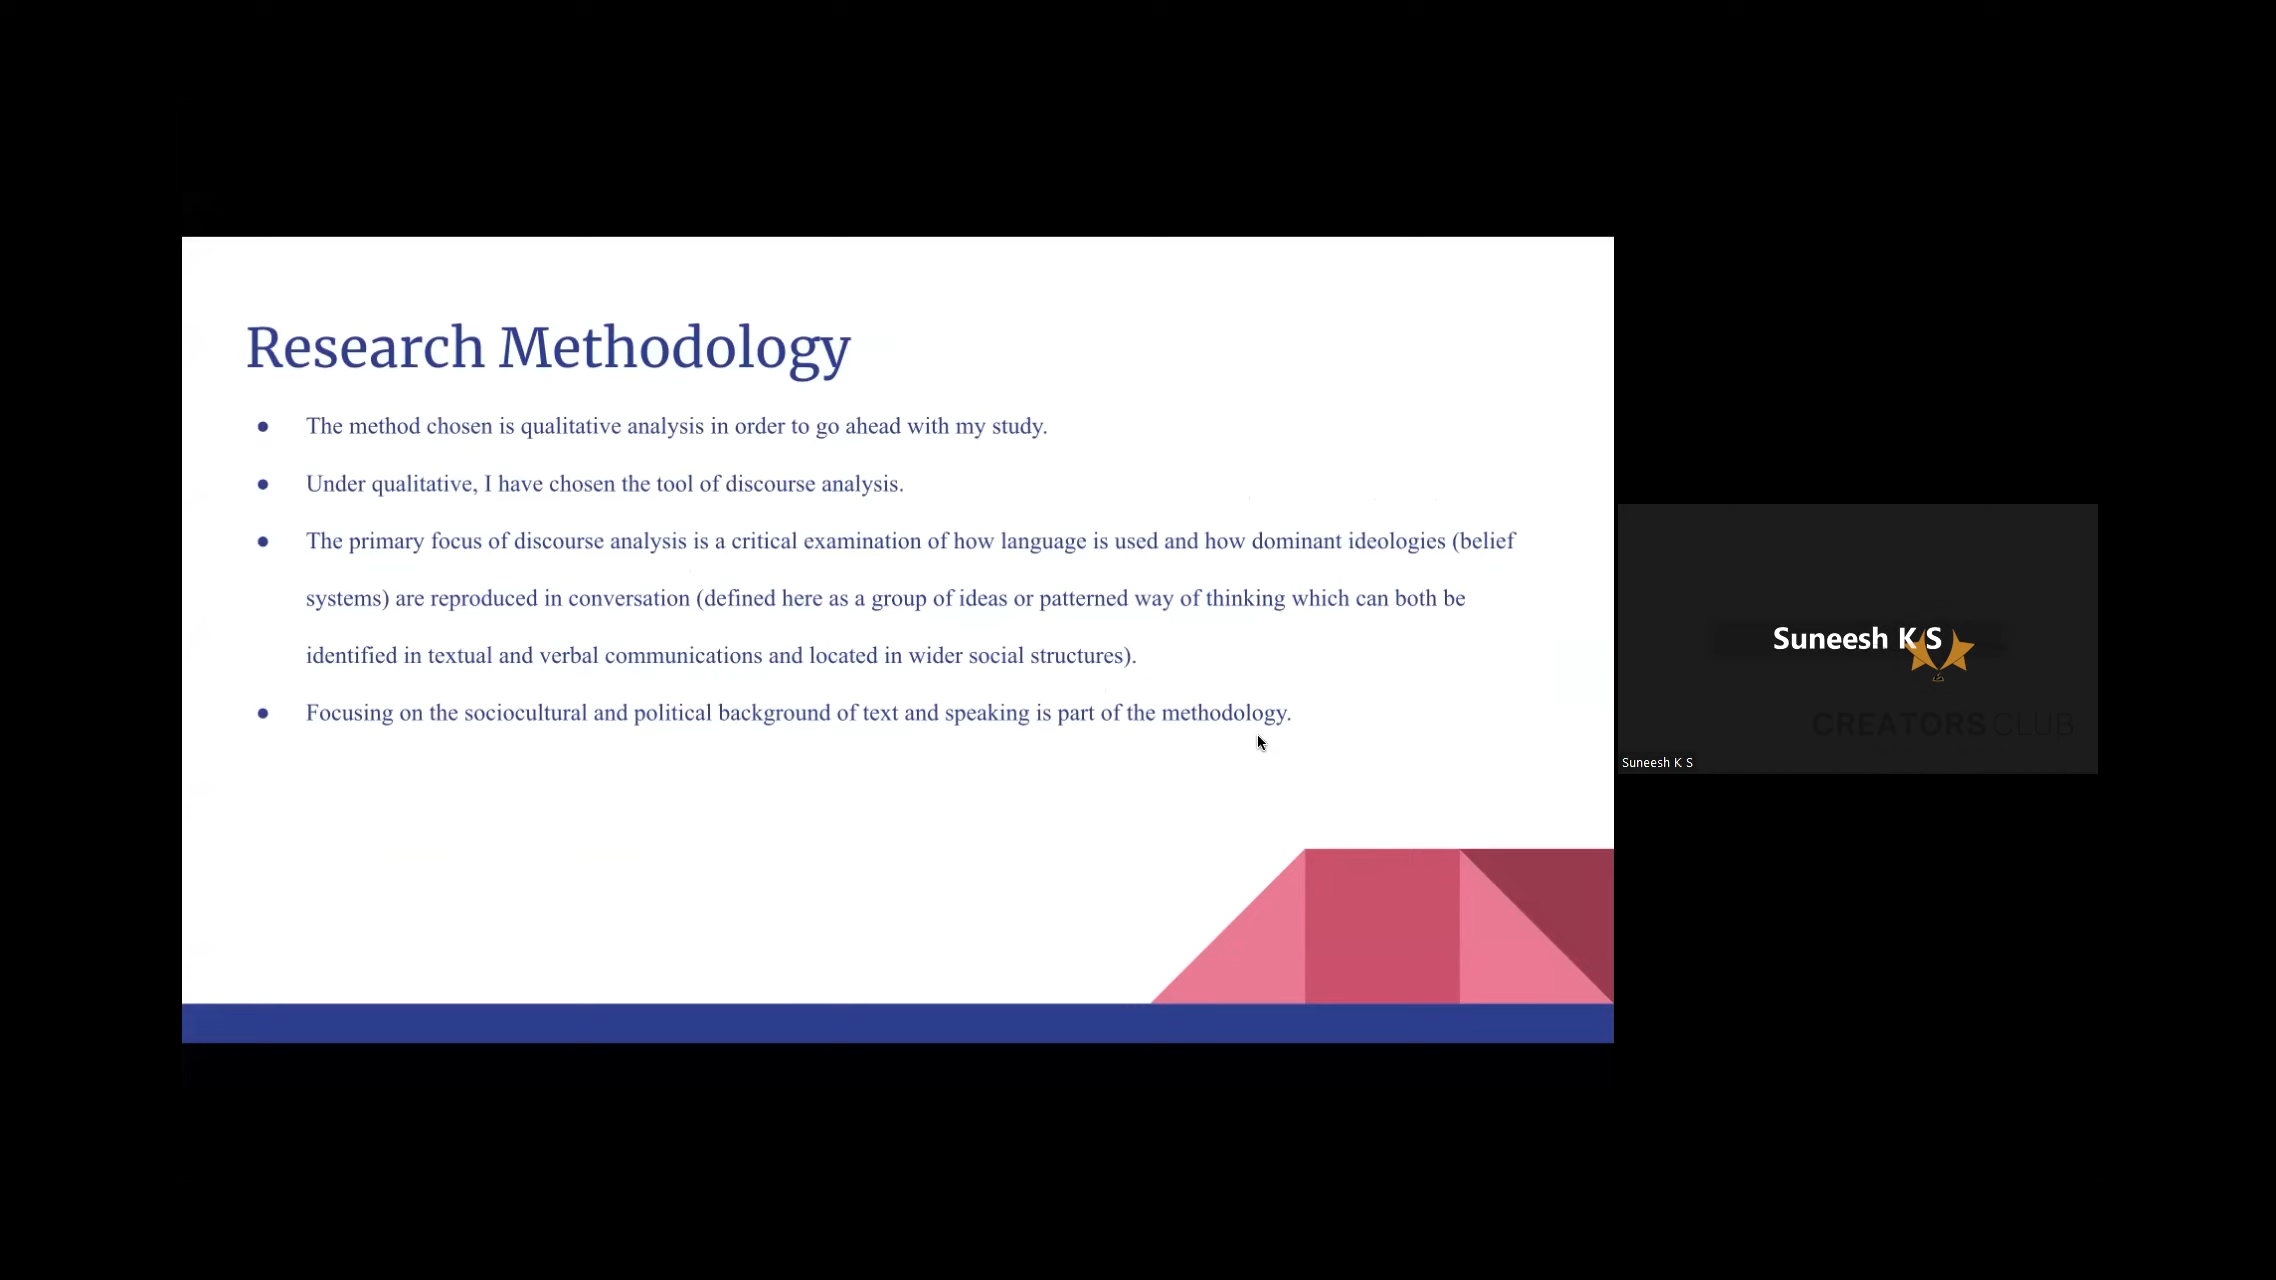 Research Methodology
● The method chosen is qualitative analysis in order to go ahead with my study.
● Under qualitative, I have chosen the tool of discourse analysis.
● The primary focus of discourse analysis is a critical examination of how language is used and how dominant ideologies (belief
systems) are reproduced in conversation (defined here as a group of ideas or patterned way of thinking which can both be
identified in textual and verbal communications and located in wider social structures).
● Focusing on the sociocultural and political background of text and speaking is part of the methodology.
Suneesh K S
CREATORS CLUB
Suneesh K S